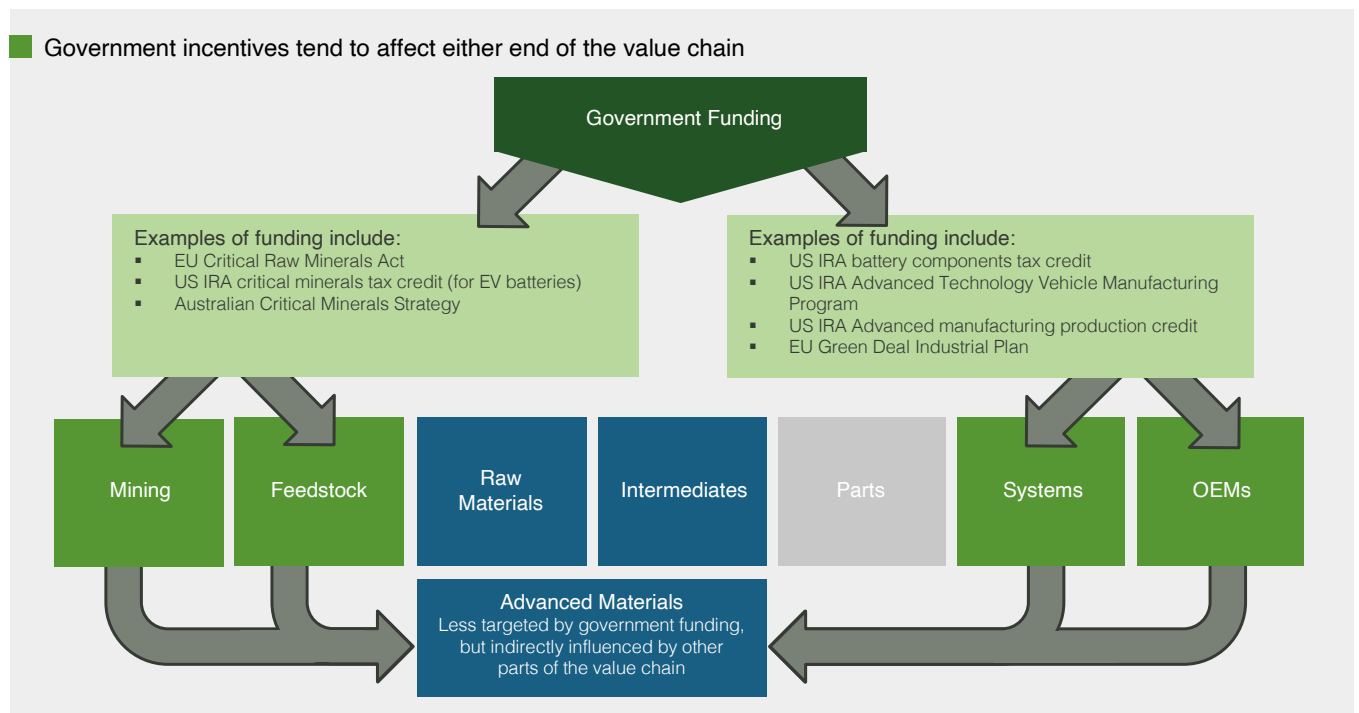 Government incentives tend to affect either end of the value chain
Government Funding
Examples of funding include:
▪ EU Critical Raw Minerals Act
▪ US IRA critical minerals tax credit (for EV batteries)
▪ Australian Critical Minerals Strategy
Examples of funding include:
▪ US IRA battery components tax credit
▪ US IRA Advanced Technology Vehicle Manufacturing
Program
▪ US IRA Advanced manufacturing production credit
▪ EU Green Deal Industrial Plan
Mining
Feedstock
Raw
Materials
Intermediates
Parts
Systems
OEMs
Advanced Materials
Less targeted by government funding,
but indirectly influenced by other
parts of the value chain